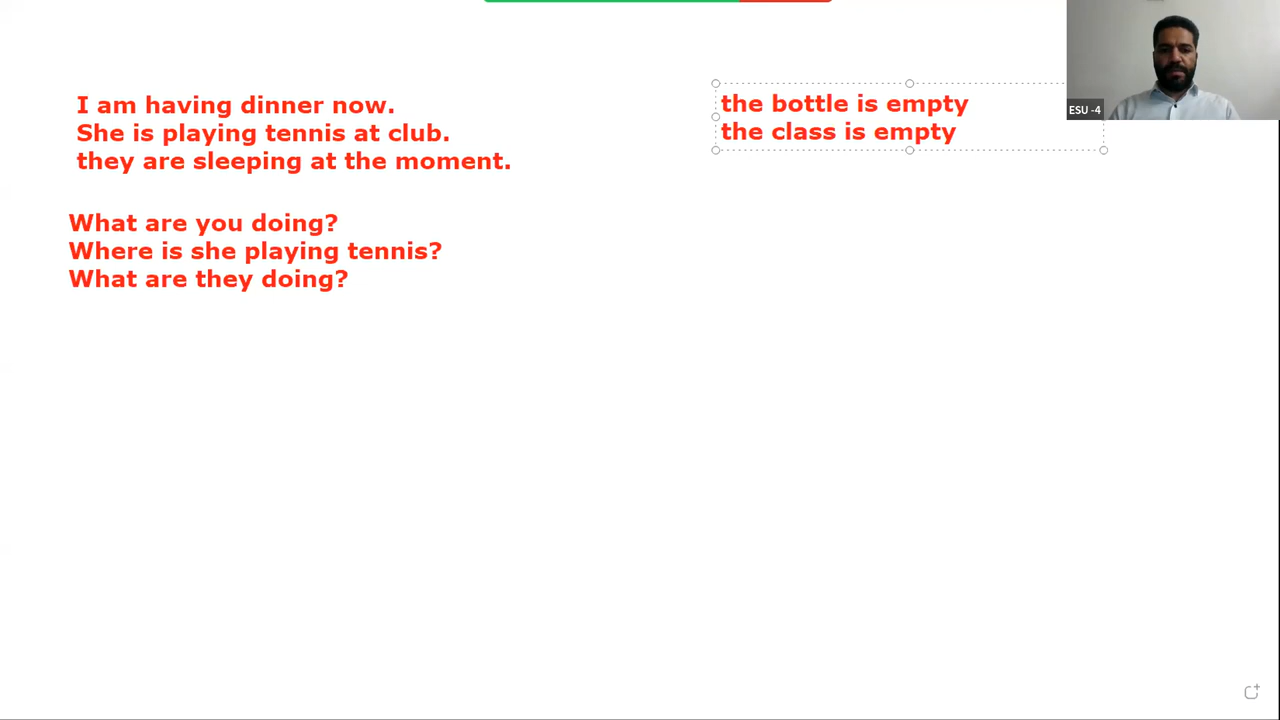 I am having dinner now.
She is playing tennis at club.
they are sleeping at the moment.
What are you doing?
Where is she playing tennis?
What are they doing?
the bottle is empty
the class is empty
ESU -4